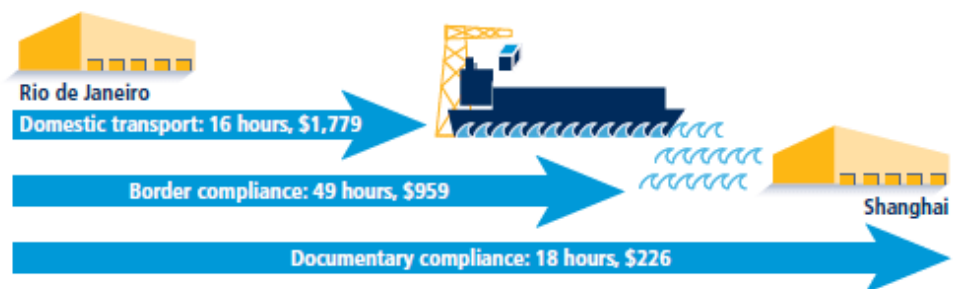 Rio de Janeiro
Domestic transport: 16 hours, $1,779
Border compliance: 49 hours, $959
Shanghai
Documentary compliance: 18 hours, $226